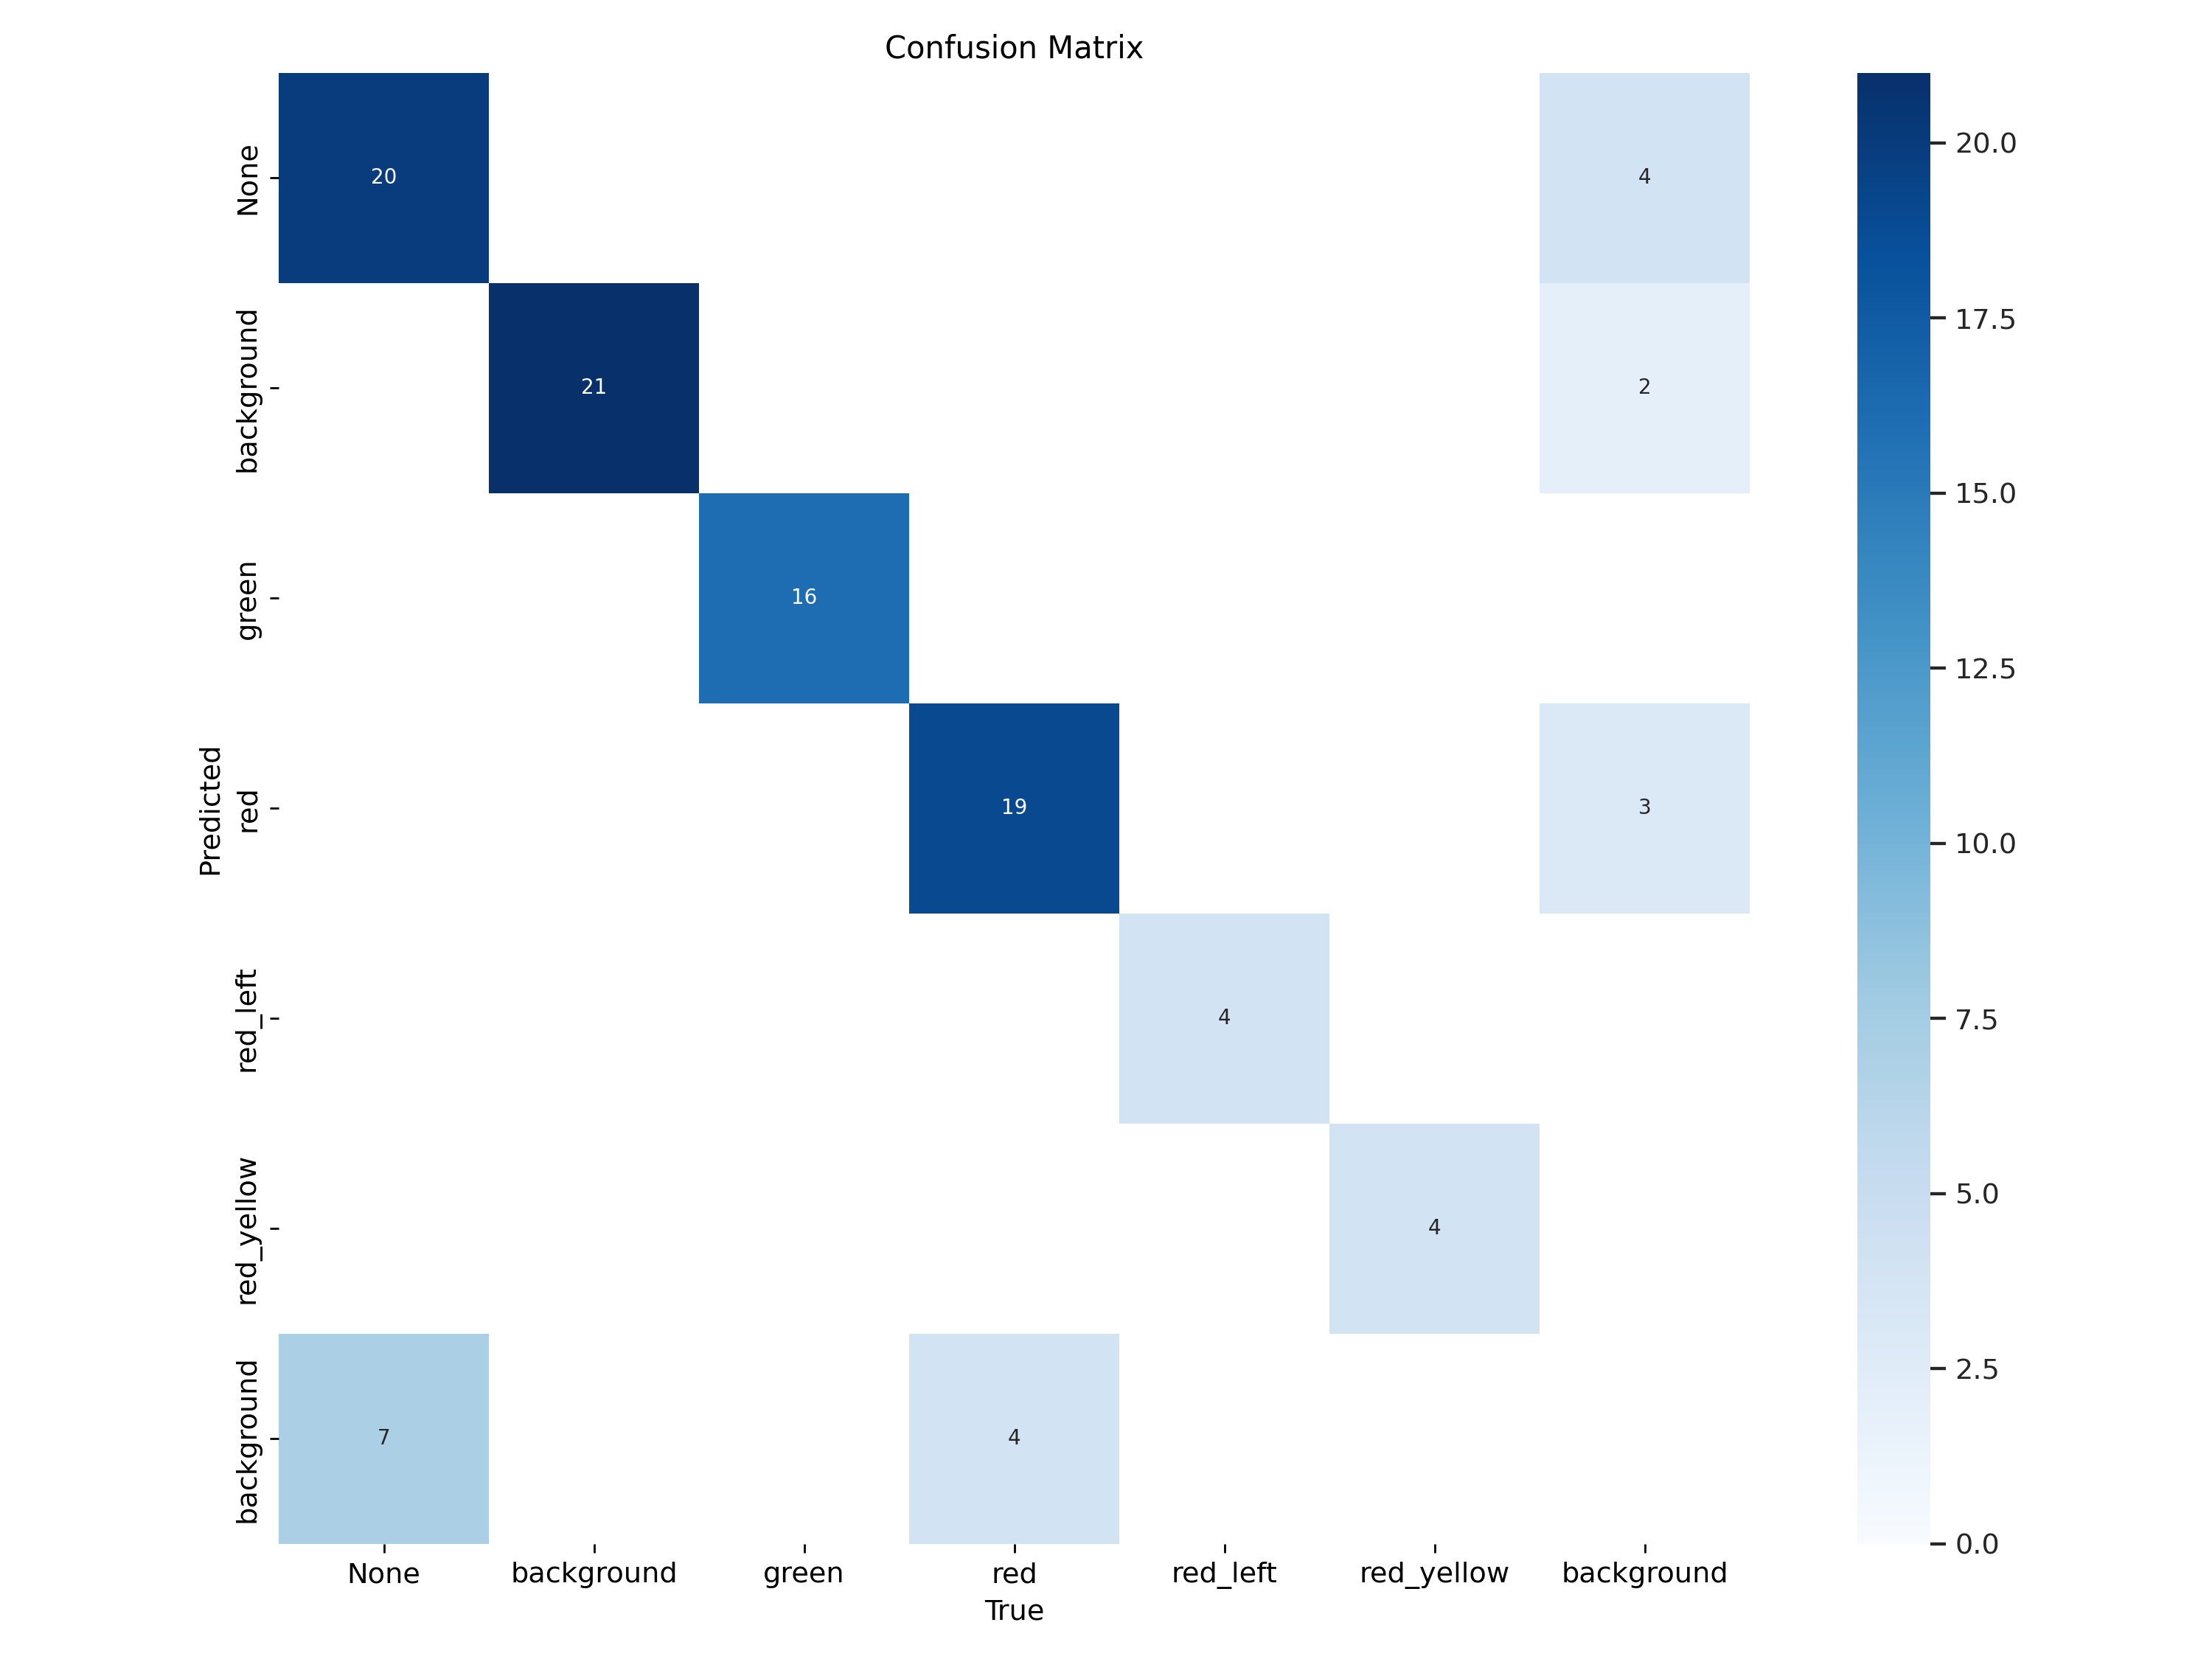 Confusion Matrix
None
20
4
background
21
2
green
16
red
19
3
red_left
4
red_yellow
4
background
7
4
Predicted
None background green red red_left red_yellow background
True
20.0
17.5
15.0
12.5
10.0
7.5
5.0
2.5
0.0